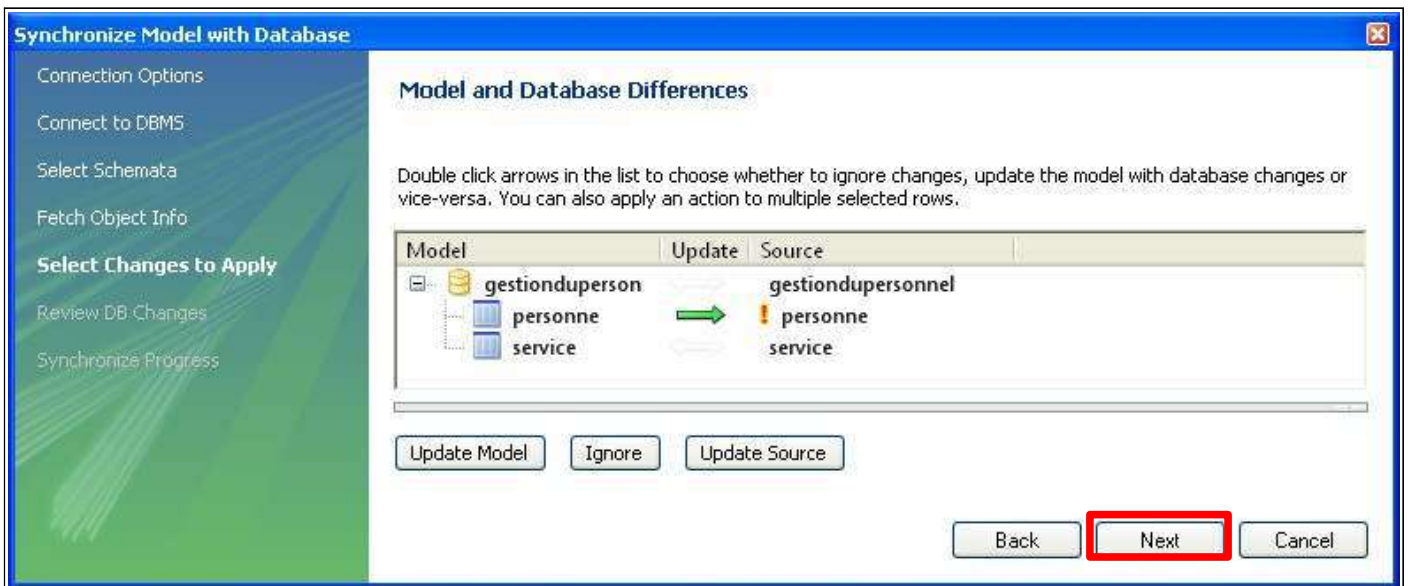 Synchronize Model with Database
Connection Options
Connect to DBMS
Select Schemata
Fetch Object Info
Select Changes to Apply
Review DB Changes
Synchronize Progress
Model and Database Differences
Double click arrows in the list to choose whether to ignore changes, update the model with database changes or
vice-versa. You can also apply an action to multiple selected rows.
Model Update Source
gestionduperson gestiondupersonnel
personne ! personne
service service
Update Model Ignore Update Source
Back Next Cancel